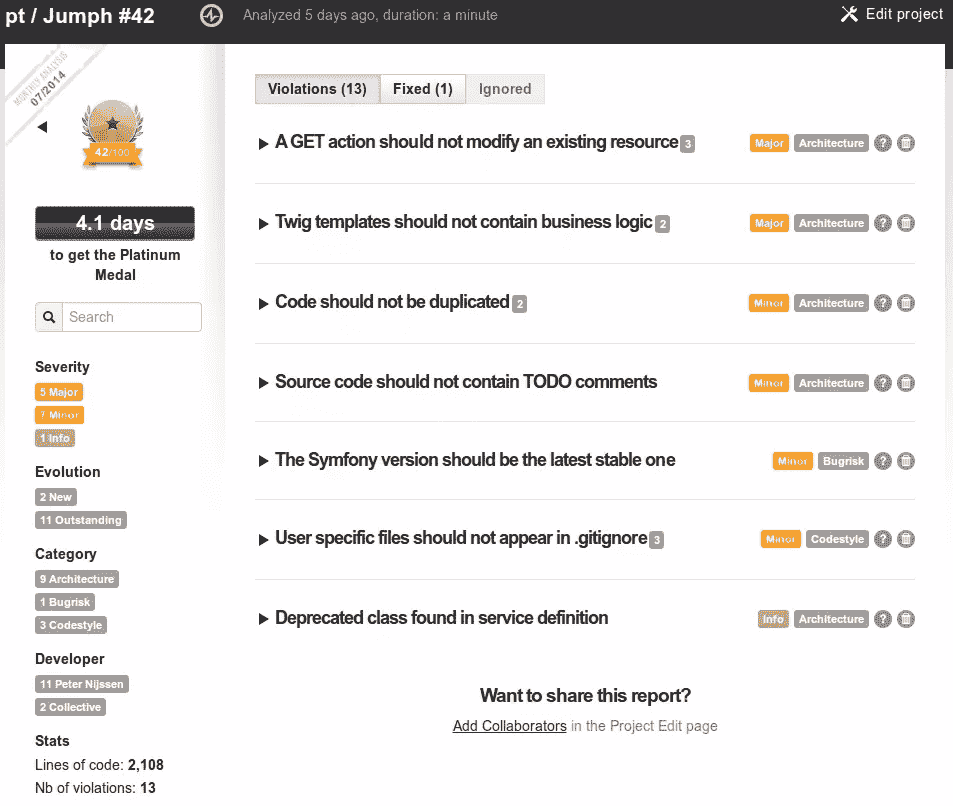 pt / Jumph #42
Analyzed 5 days ago, duration: a minute
Edit project
MONTHLY ANALYSIS
07/2014
42/100
4.1 days
to get the Platinum
Medal
Search
Severity
5 Major
7 Minor
1 Info
Evolution
2 New
11 Outstanding
Category
9 Architecture
1 Bugrisk
3 Codestyle
Developer
11 Peter Nijssen
2 Collective
Stats
Lines of code: 2,108
Nb of violations: 13
Violations (13)
Fixed (1)
Ignored
A GET action should not modify an existing resource 3
Major Architecture ?
Twig templates should not contain business logic 2
Major Architecture ?
Code should not be duplicated 2
Minor Architecture ?
Source code should not contain TODO comments
Minor Architecture ?
The Symfony version should be the latest stable one
Minor Bugrisk ?
User specific files should not appear in .gitignore 3
Minor Codestyle ?
Deprecated class found in service definition
Info Architecture ?
Want to share this report?
Add Collaborators in the Project Edit page